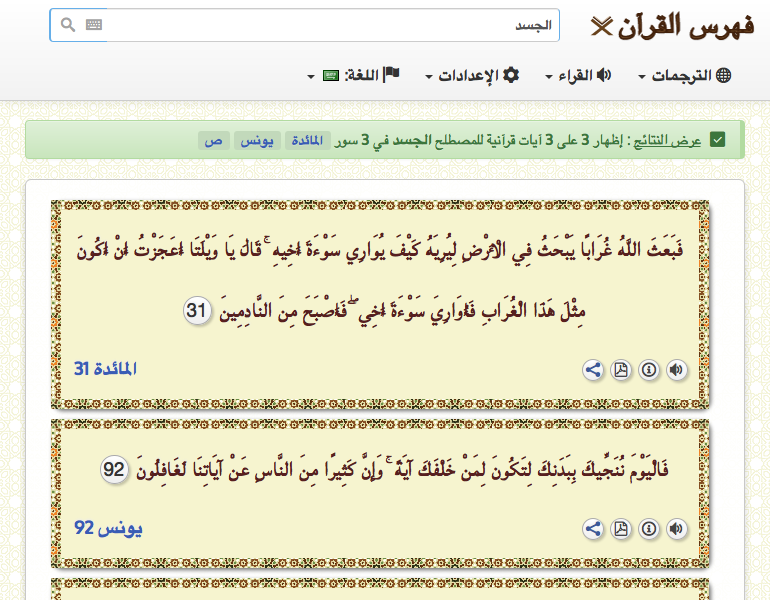 فهرس القرآن
الجسد
الترجمات
القراء
الإعدادات
اللغة:
عرض النتائج : إظهار 3 على 3 آيات قرآنية للمصطلح الجسد في 3 سور المائدة يونس ص
فَبَعَثَ اللَّهُ غُرَابًا يَبْحَثُ فِي الْأَرْضِ لِيُرِيَهُ كَيْفَ يُوَارِي سَوْءَةَ أَخِيهِ ۚ قَالَ يَا وَيْلَتَا أَعَجَزْتُ أَنْ أَكُونَ
مِثْلَ هَٰذَا الْغُرَابِ فَأُوَارِيَ سَوْءَةَ أَخِي ۖ فَأَصْبَحَ مِنَ النَّادِمِينَ 31
المائدة 31
فَالْيَوْمَ نُنَجِّيكَ بِبَدَنِكَ لِتَكُونَ لِمَنْ خَلْفَكَ آيَةً ۚ وَإِنَّ كَثِيرًا مِنَ النَّاسِ عَنْ آيَاتِنَا لَغَافِلُونَ 92
يونس 92